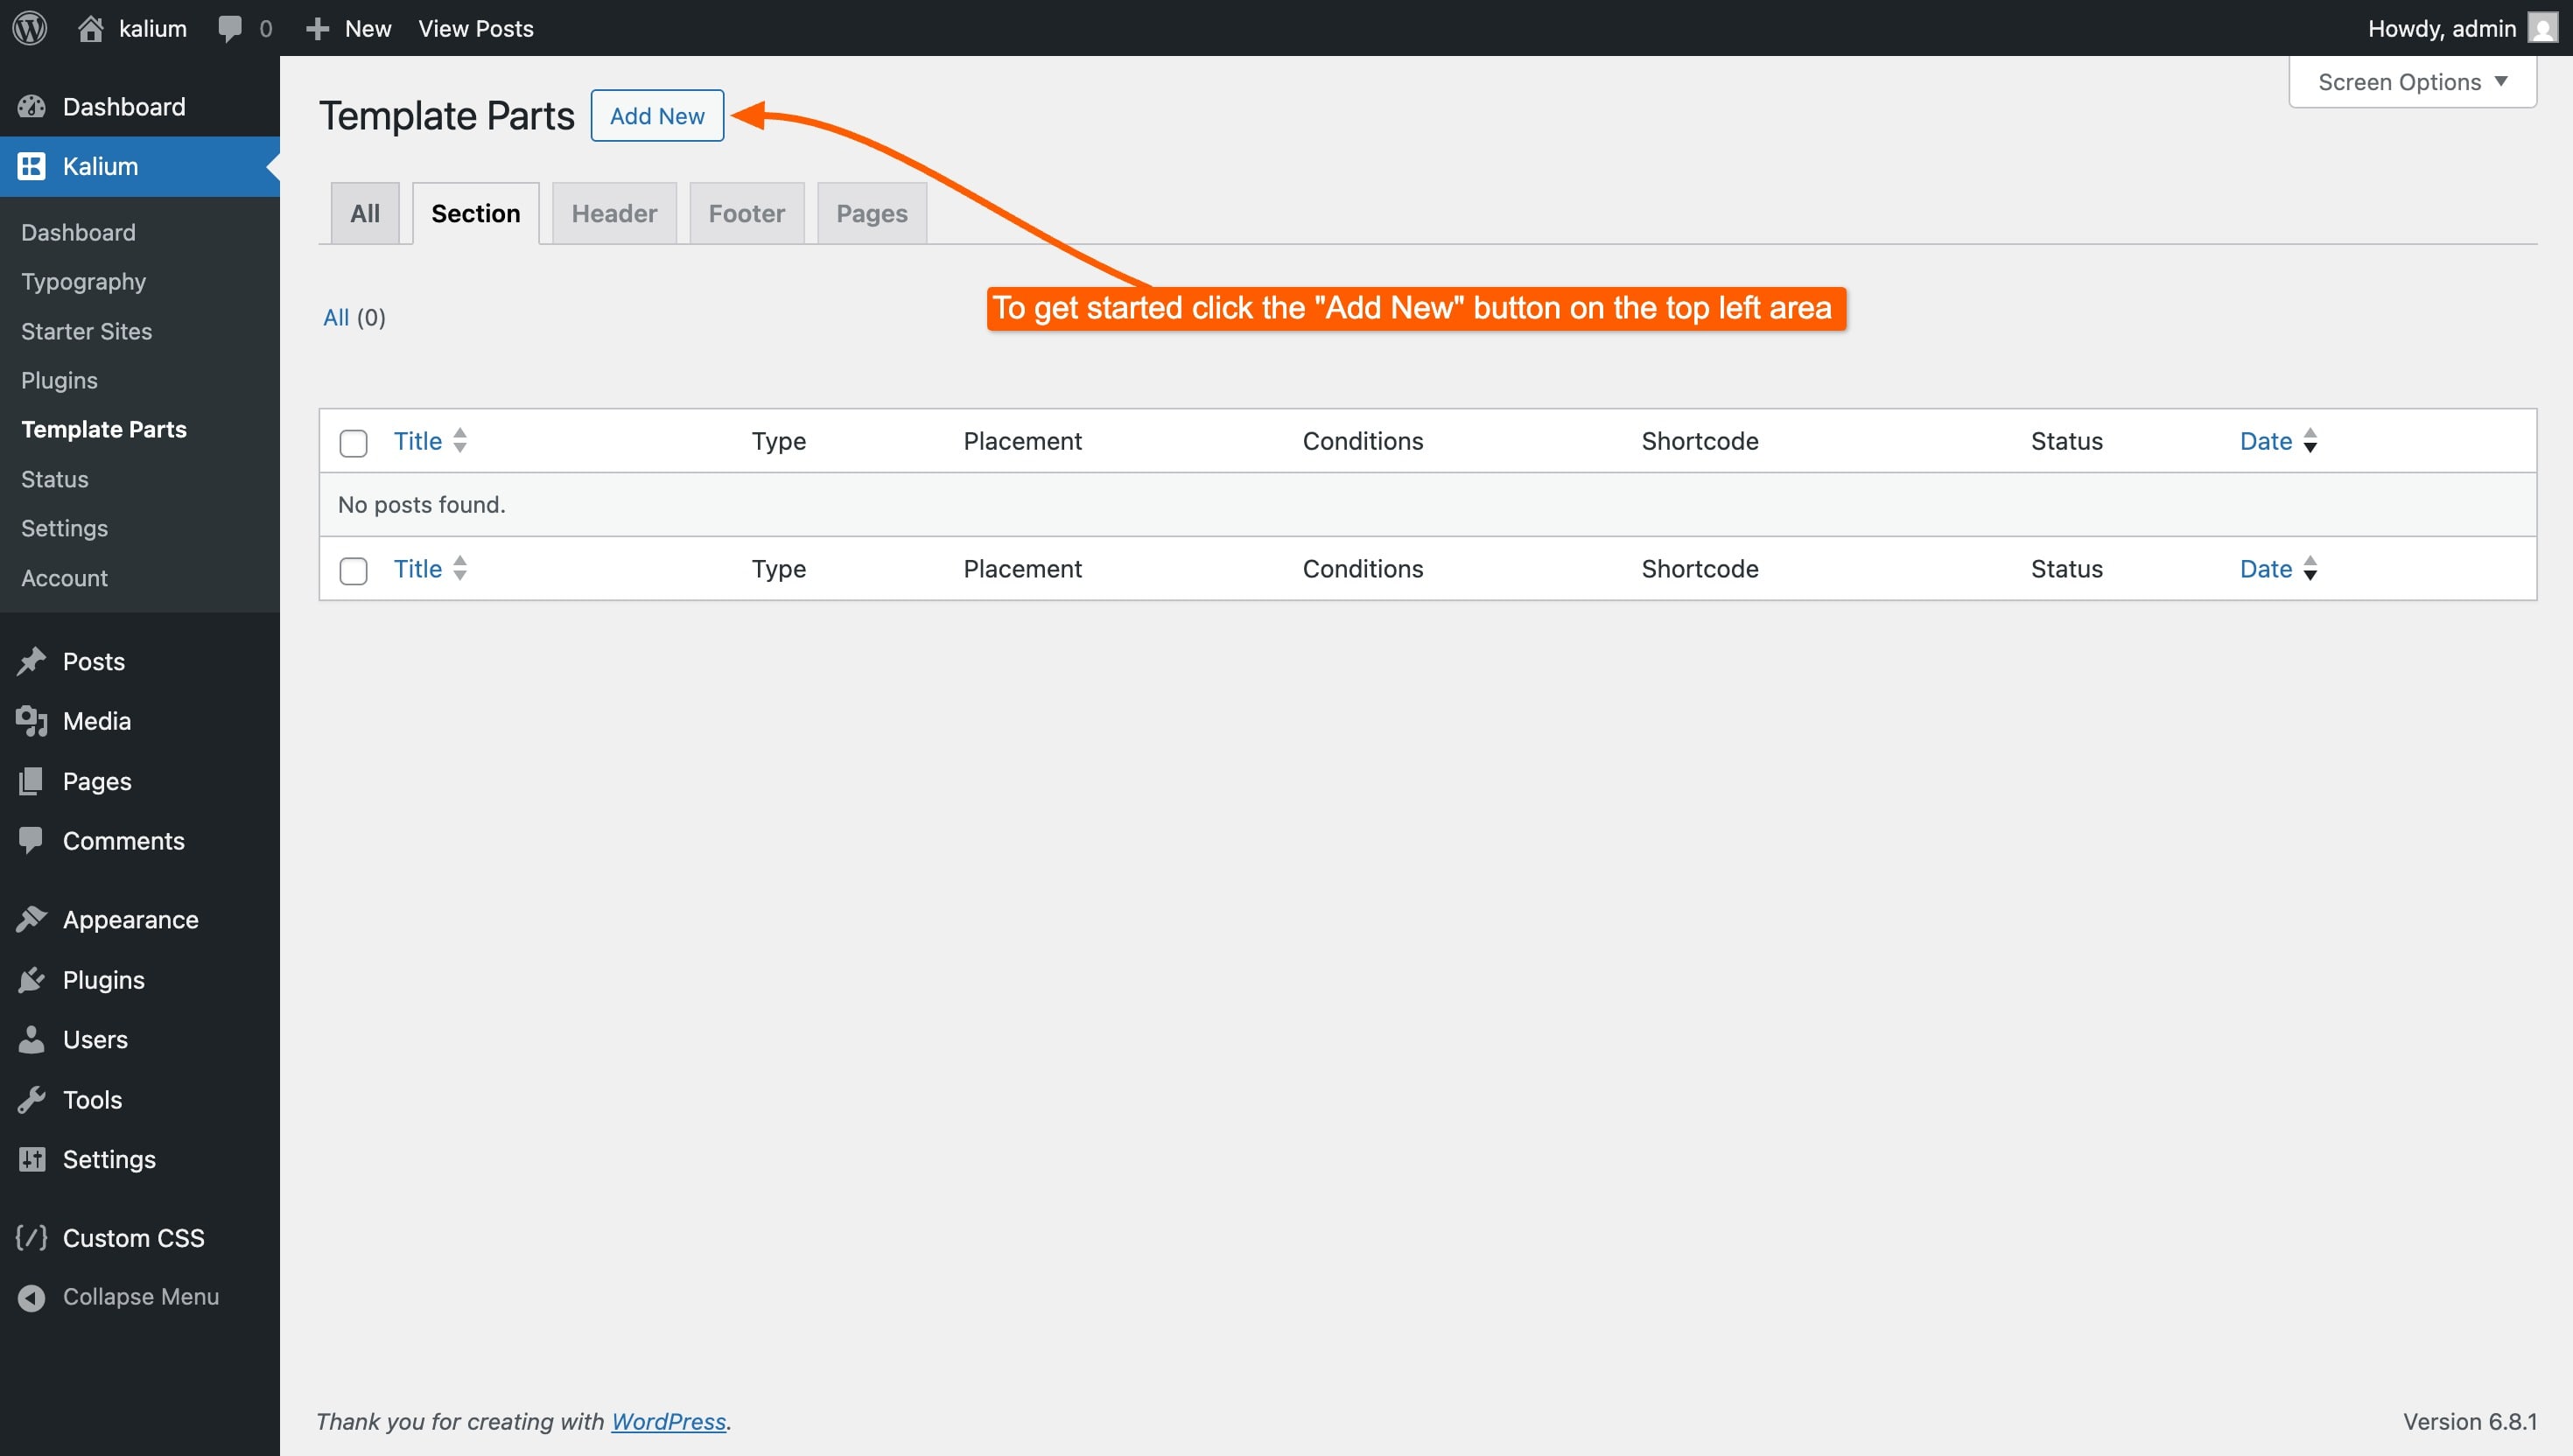 kalium 0 New View Posts Howdy, admin
Screen Options
Dashboard
Kalium
Dashboard
Typography
Starter Sites
Plugins
Template Parts
Status
Settings
Account
Posts
Media
Pages
Comments
Appearance
Plugins
Users
Tools
Settings
Custom CSS
Collapse Menu
Template Parts Add New
All Section Header Footer Pages
To get started click the "Add New" button on the top left area
All (0)
Title Type Placement Conditions Shortcode Status Date
No posts found.
Title Type Placement Conditions Shortcode Status Date
Thank you for creating with WordPress. Version 6.8.1